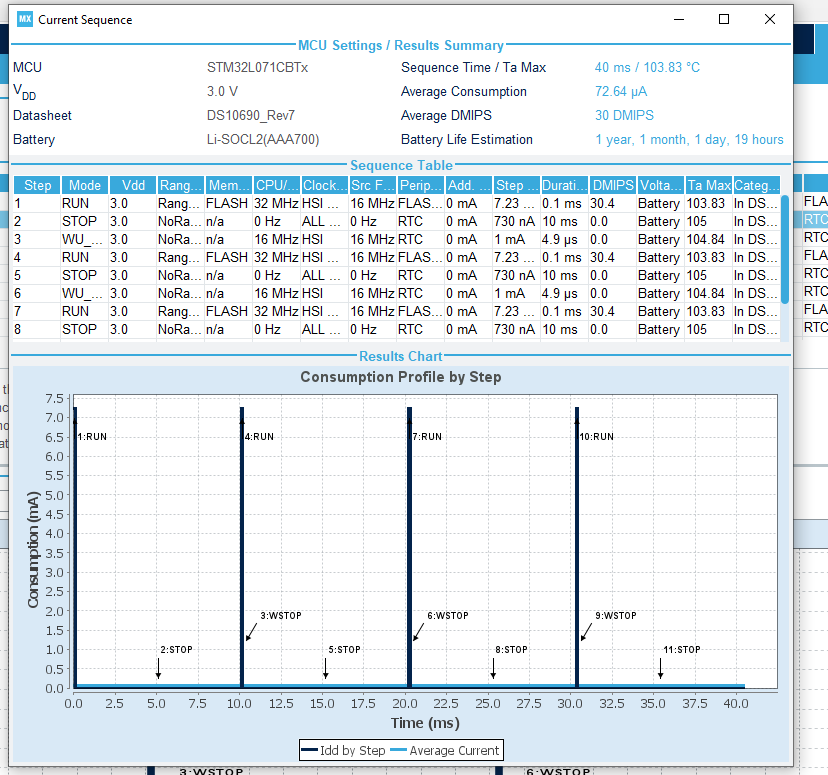 MX Current Sequence
MCU Settings / Results Summary
MCU STM32L071CBTx Sequence Time / Ta Max 40 ms / 103.83 °C
VDD 3.0 V Average Consumption 72.64 µA
Datasheet DS10690_Rev7 Average DMIPS 30 DMIPS
Battery Li-SOCL2(AAA700) Battery Life Estimation 1 year, 1 month, 1 day, 19 hours
Sequence Table
Step Mode Vdd Rang... Mem... CPU/... Clock... Src F... Perip... Add. ... Step ... Durati... DMIPS Volta... Ta Max Categ...
1 RUN 3.0 Rang... FLASH 32 MHz HSI 16 MHz FLAS... 0 mA 7.23 ... 0.1 ms 30.4 Battery 103.83 In DS... FLA
2 STOP 3.0 NoRa... n/a 0 Hz ALL ... 0 Hz RTC 0 mA 730 nA 10 ms 0.0 Battery 105 In DS... RTC
3 WU_... 3.0 NoRa... n/a 16 MHz HSI 16 MHz RTC 0 mA 1 mA 4.9 µs 0.0 Battery 104.84 In DS... RTC
4 RUN 3.0 Rang... FLASH 32 MHz HSI 16 MHz FLAS... 0 mA 7.23 ... 0.1 ms 30.4 Battery 103.83 In DS... FLA
5 STOP 3.0 NoRa... n/a 0 Hz ALL ... 0 Hz RTC 0 mA 730 nA 10 ms 0.0 Battery 105 In DS... RTC
6 WU_... 3.0 NoRa... n/a 16 MHz HSI 16 MHz RTC 0 mA 1 mA 4.9 µs 0.0 Battery 104.84 In DS... RTC
7 RUN 3.0 Rang... FLASH 32 MHz HSI 16 MHz FLAS... 0 mA 7.23 ... 0.1 ms 30.4 Battery 103.83 In DS... FLA
8 STOP 3.0 NoRa... n/a 0 Hz ALL ... 0 Hz RTC 0 mA 730 nA 10 ms 0.0 Battery 105 In DS... RTC
Results Chart
Consumption Profile by Step
7.5
7.0
6.5
6.0
5.5
5.0
4.5
4.0
3.5
3.0
2.5
2.0
1.5
1.0
0.5
0.0
Consumption (mA)
1:RUN 4:RUN 7:RUN 10:RUN
3:WSTOP 6:WSTOP 9:WSTOP
2:STOP 5:STOP 8:STOP 11:STOP
0.0 2.5 5.0 7.5 10.0 12.5 15.0 17.5 20.0 22.5 25.0 27.5 30.0 32.5 35.0 37.5 40.0
Time (ms)
Idd by Step Average Current
3:WSTOP 6:WSTOP